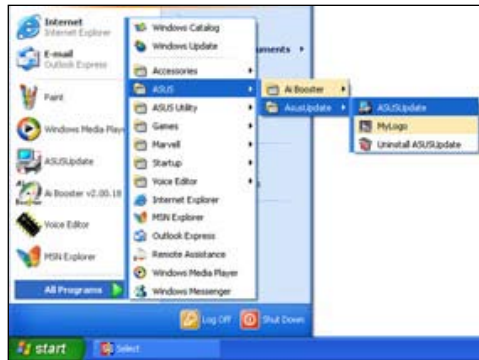 Internet
Internet Explorer
E-mail
Outlook Express
Paint
Windows Media Play
ASUSUpdate
Ai Booster v2.00.18
Voice Editor
MSN Explorer
All Programs
Windows Catalog
Windows Update
Accessories
ASUS
ASUS Utility
Games
Marvell
Startup
Voice Editor
Internet Explorer
MSN Explorer
Outlook Express
Remote Assistance
Windows Media Player
Windows Messenger
uments
Ai Booster
AsusUpdate
ASUSUpdate
MyLogo
Uninstall ASUSUpdate
Log Off
Shut Down
start
Select